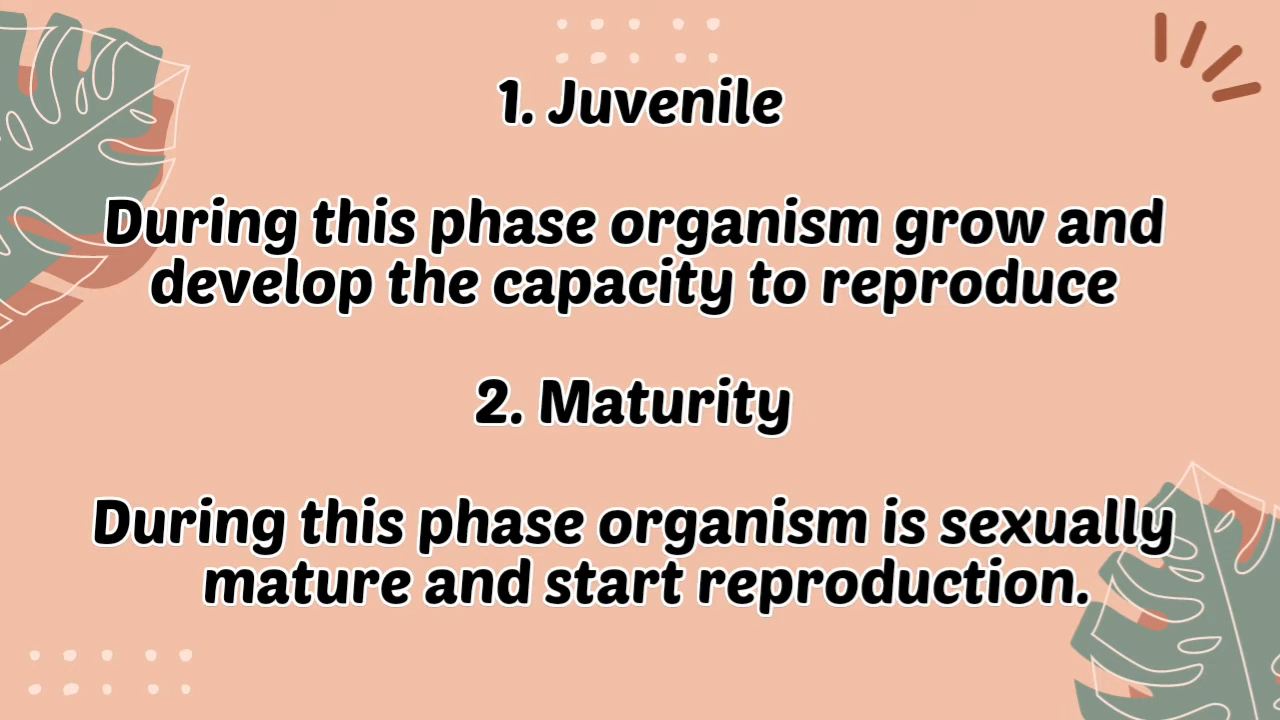 1. Juvenile
During this phase organism grow and
develop the capacity to reproduce
2. Maturity
During this phase organism is sexually
mature and start reproduction.